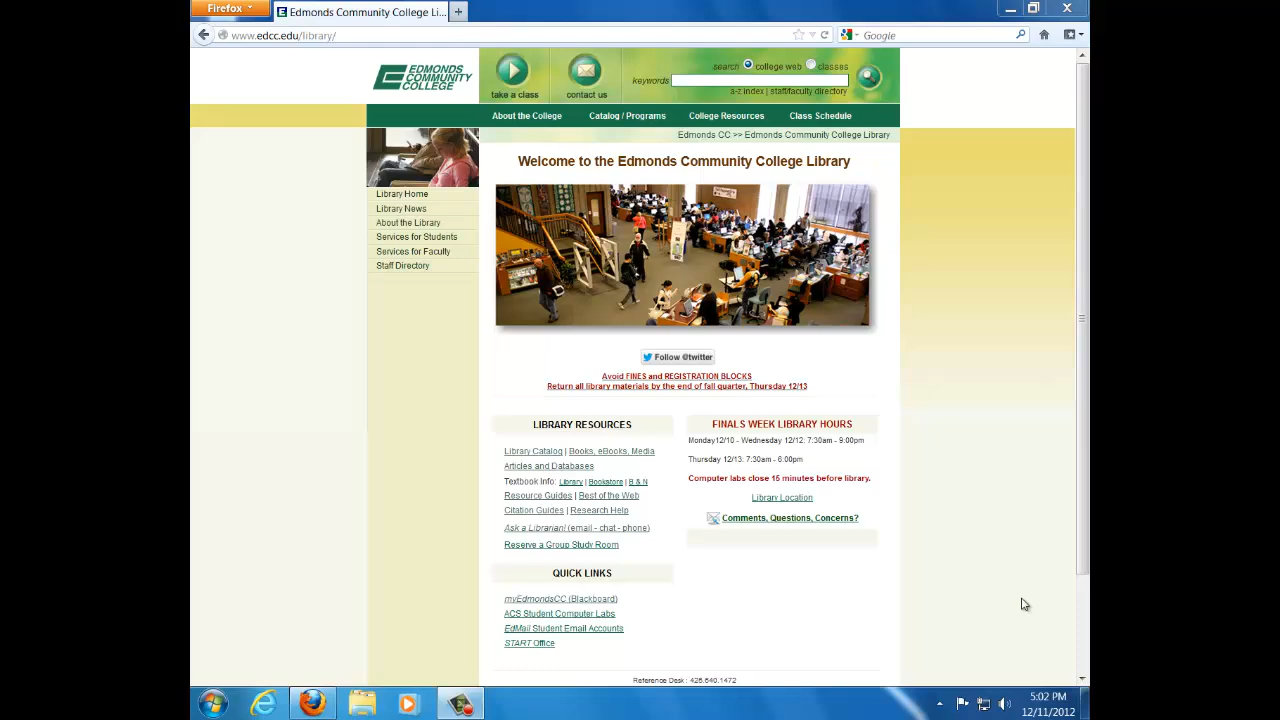 Firefox
Edmonds Community College Li...
www.edcc.edu/library/
Google
EDMONDS
COMMUNITY
COLLEGE
take a class
contact us
search college web classes
keywords
a-z index | staff/faculty directory
About the College Catalog / Programs College Resources Class Schedule
Edmonds CC >> Edmonds Community College Library
Library Home
Library News
About the Library
Services for Students
Services for Faculty
Staff Directory
Welcome to the Edmonds Community College Library
Follow @twitter
Avoid FINES and REGISTRATION BLOCKS
Return all library materials by the end of fall quarter, Thursday 12/13
LIBRARY RESOURCES
Library Catalog | Books, eBooks, Media
Articles and Databases
Textbook Info: Library | Bookstore | B & N
Resource Guides | Best of the Web
Citation Guides | Research Help
Ask a Librarian! (email - chat - phone)
Reserve a Group Study Room
QUICK LINKS
myEdmondsCC (Blackboard)
ACS Student Computer Labs
EdMail Student Email Accounts
START Office
FINALS WEEK LIBRARY HOURS
Monday12/10 - Wednesday 12/12: 7:30am - 9:00pm
Thursday 12/13: 7:30am - 6:00pm
Computer labs close 15 minutes before library.
Library Location
Comments, Questions, Concerns?
Reference Desk : 425.640.1472
5:02 PM
12/11/2012